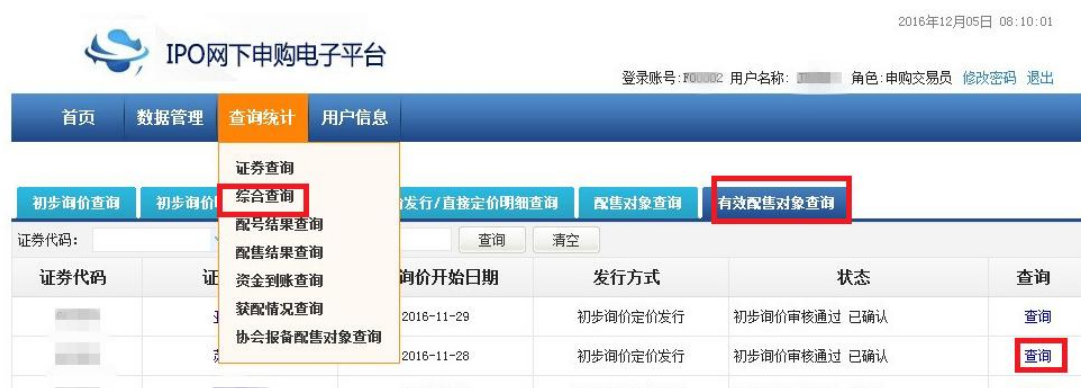 2016年12月05日 08:10:01
IPO网下申购电子平台
登录账号: 用户名称: 角色:申购交易员 修改密码 退出
首页 数据管理 查询统计 用户信息
证券查询
综合查询
配号结果查询
配售结果查询
资金到账查询
获配情况查询
协会报备配售对象查询
初步询价查询 初步询价 发行/直接定价明细查询 配售对象查询 有效配售对象查询
证券代码: 查询 清空
证券代码 证 询价开始日期 发行方式 状态 查询
2016-11-29 初步询价定价发行 初步询价审核通过 已确认 查询
2016-11-28 初步询价定价发行 初步询价审核通过 已确认 查询